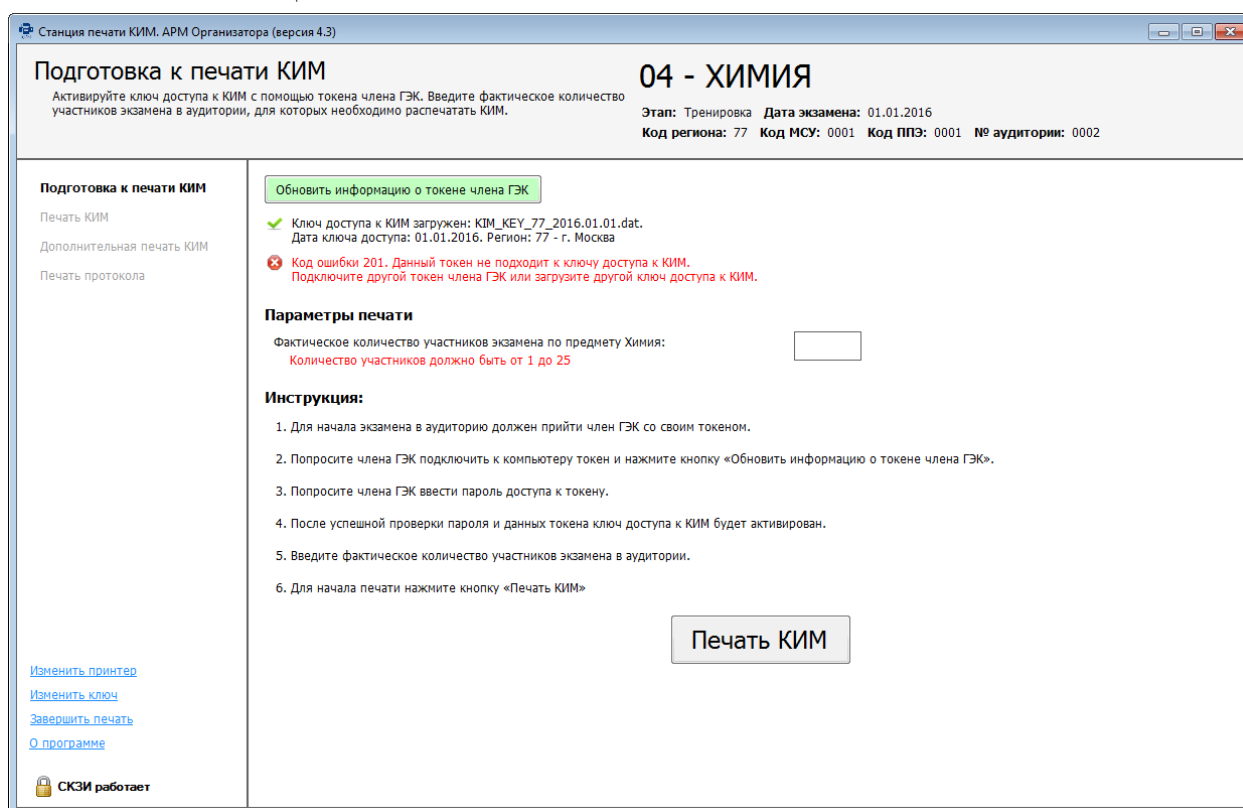 Станция печати КИМ. АРМ Организатора (версия 4.3)
Подготовка к печати КИМ
Активируйте ключ доступа к КИМ с помощью токена члена ГЭК. Введите фактическое количество
участников экзамена в аудитории, для которых необходимо распечатать КИМ.
04 - ХИМИЯ
Этап: Тренировка Дата экзамена: 01.01.2016
Код региона: 77 Код МСУ: 0001 Код ППЭ: 0001 № аудитории: 0002
Подготовка к печати КИМ
Печать КИМ
Дополнительная печать КИМ
Печать протокола
Обновить информацию о токене члена ГЭК
Ключ доступа к КИМ загружен: KIM_KEY_77_2016.01.01.dat.
Дата ключа доступа: 01.01.2016. Регион: 77 - г. Москва
Код ошибки 201. Данный токен не подходит к ключу доступа к КИМ.
Подключите другой токен члена ГЭК или загрузите другой ключ доступа к КИМ.
Параметры печати
Фактическое количество участников экзамена по предмету Химия:
Количество участников должно быть от 1 до 25
Инструкция:
1. Для начала экзамена в аудиторию должен прийти член ГЭК со своим токеном.
2. Попросите члена ГЭК подключить к компьютеру токен и нажмите кнопку «Обновить информацию о токене члена ГЭК».
3. Попросите члена ГЭК ввести пароль доступа к токену.
4. После успешной проверки пароля и данных токена ключ доступа к КИМ будет активирован.
5. Введите фактическое количество участников экзамена в аудитории.
6. Для начала печати нажмите кнопку «Печать КИМ»
Печать КИМ
Изменить принтер
Изменить ключ
Завершить печать
О программе
СКЗИ работает